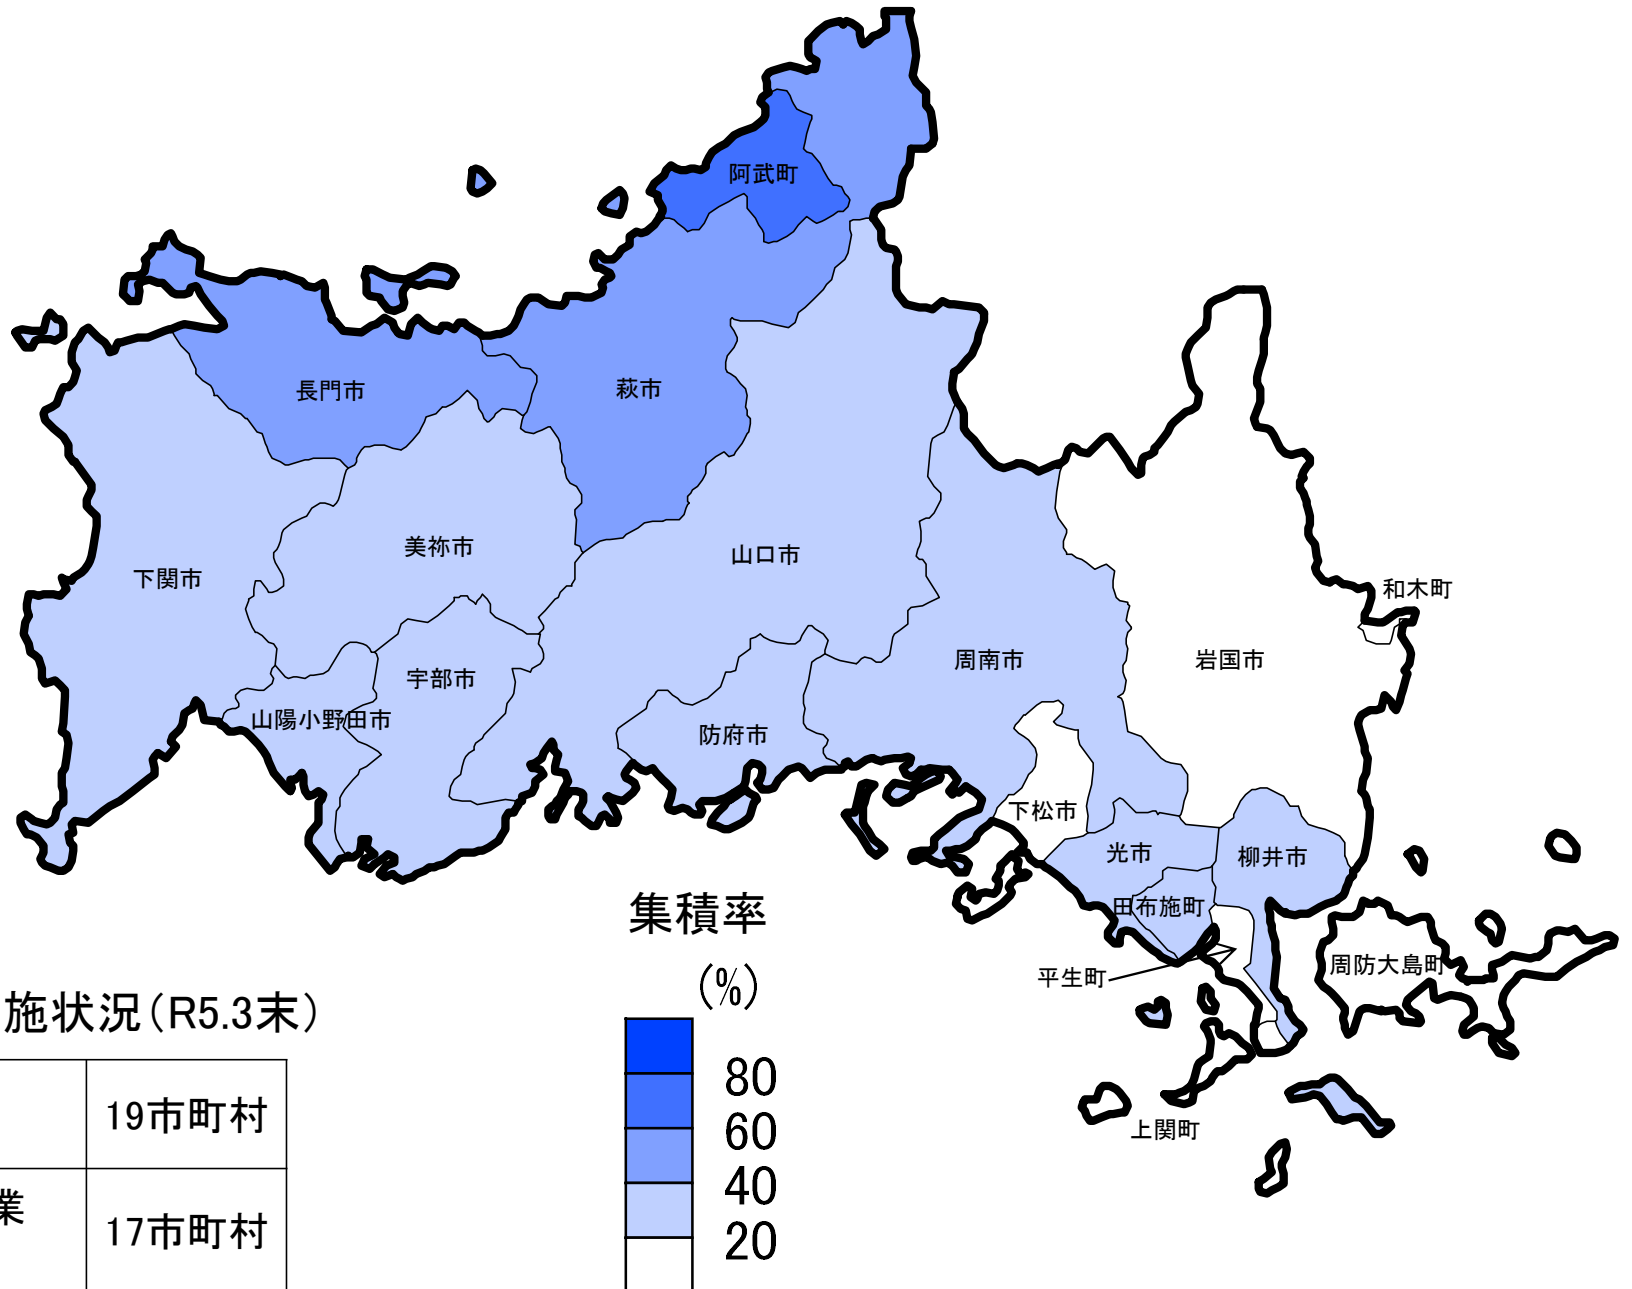 阿武町
長門市
萩市
美祢市
山口市
下関市
和木町
周南市
岩国市
宇部市
山陽小野田市
防府市
下松市
光市
柳井市
田布施町
周防大島町
平生町
上関町
集積率
(%)
80
60
40
20
施状況(R5.3末)
19市町村
業
17市町村